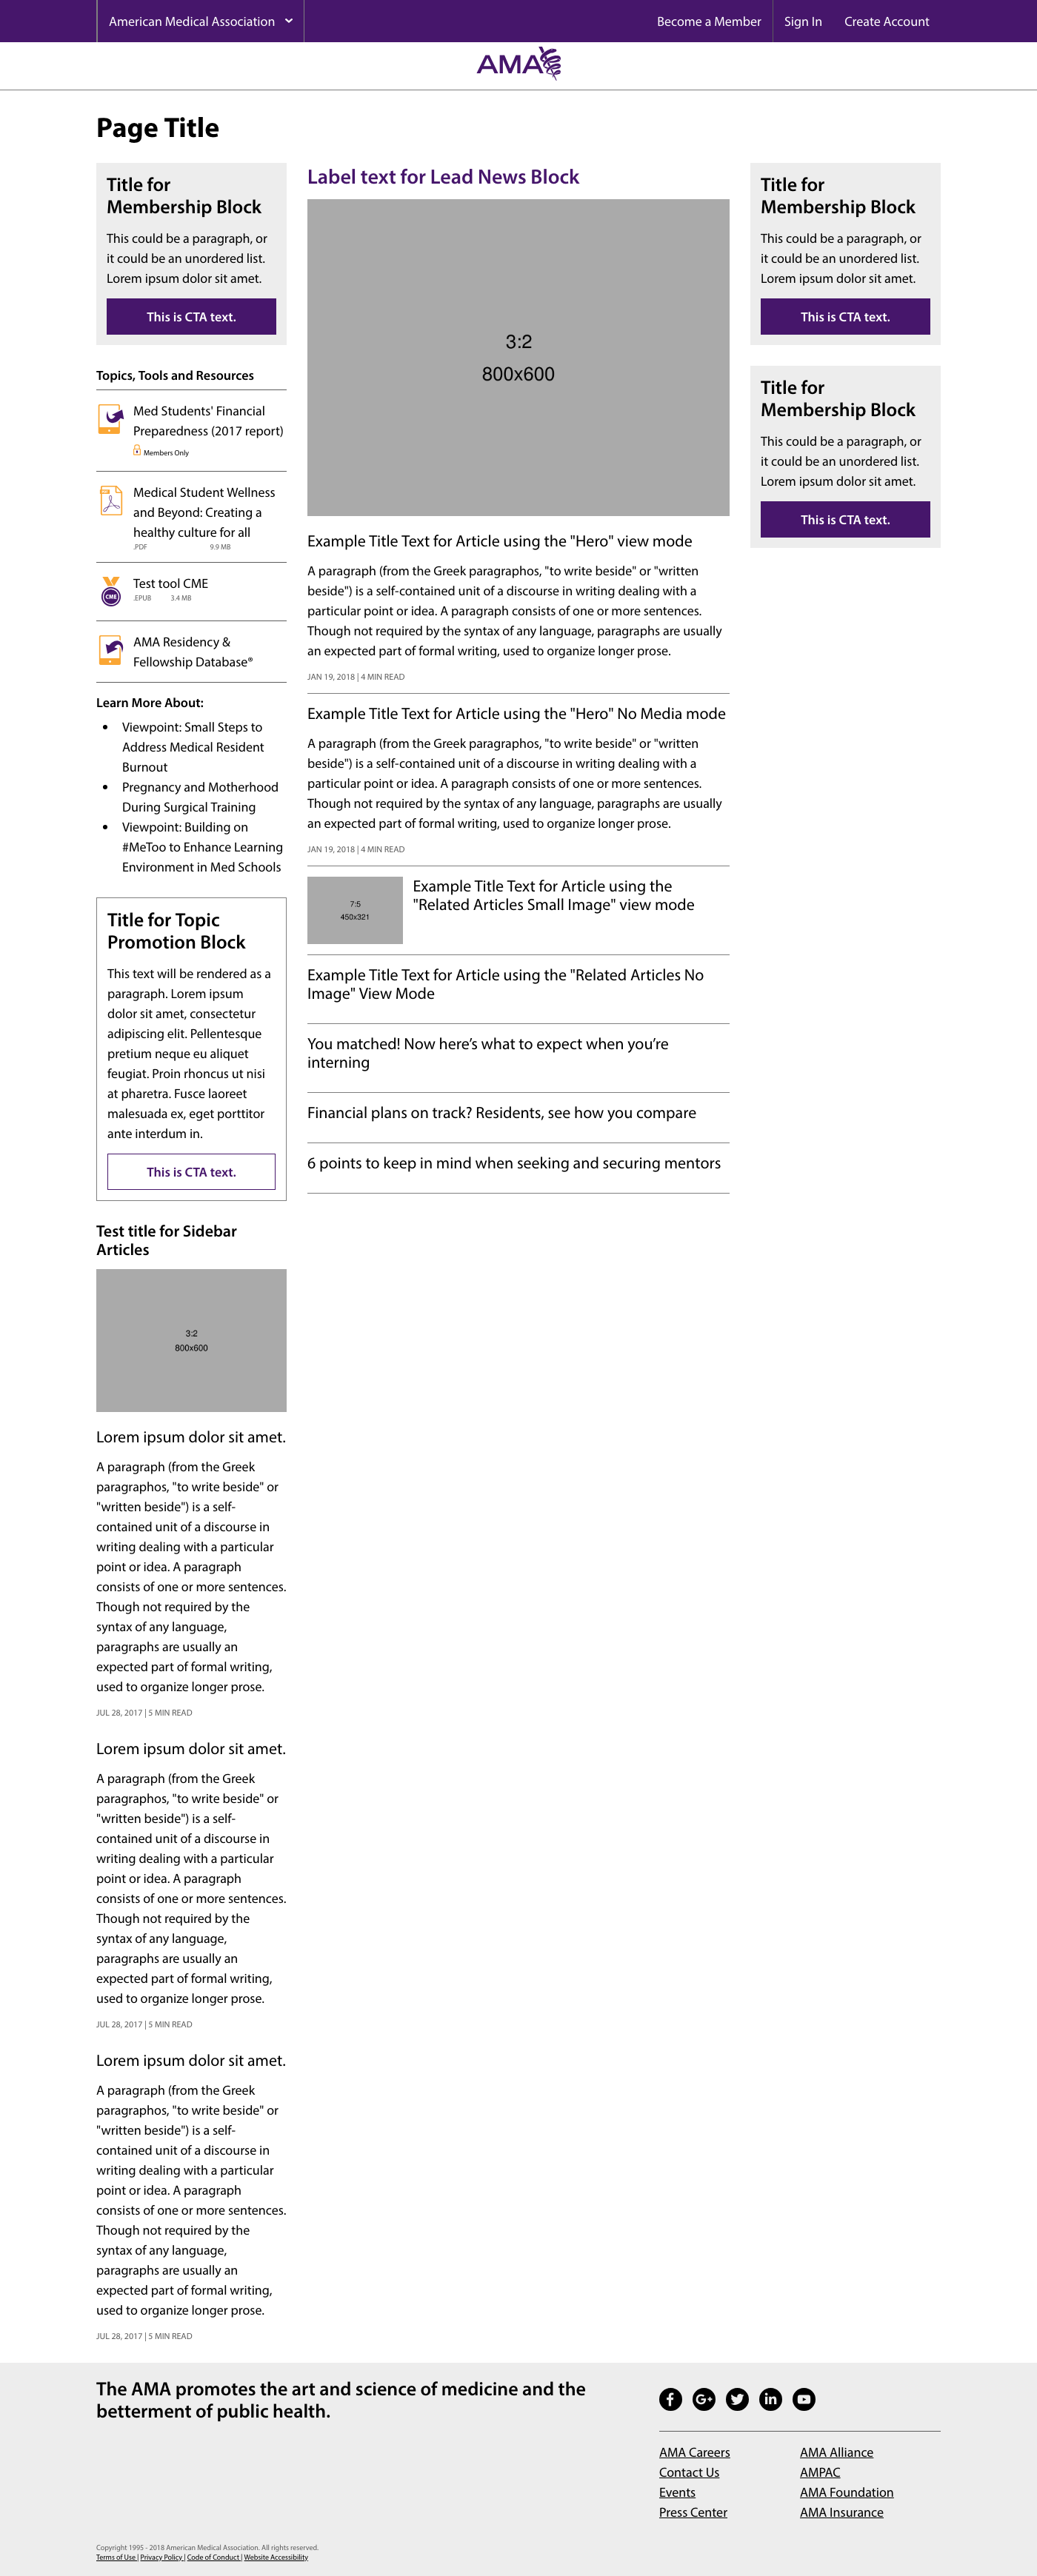 American Medical Association
Become a Member
Sign In
Create Account
AMA
Page Title
Title for
Membership Block
This could be a paragraph, or
it could be an unordered list.
Lorem ipsum dolor sit amet.
This is CTA text.
Topics, Tools and Resources
Med Students' Financial
Preparedness (2017 report)
Members Only
Medical Student Wellness
and Beyond: Creating a
healthy culture for all
.PDF 9.9 MB
CME
Test tool CME
.EPUB 3.4 MB
AMA Residency &
Fellowship Database®
Learn More About:
• Viewpoint: Small Steps to
Address Medical Resident
Burnout
• Pregnancy and Motherhood
During Surgical Training
• Viewpoint: Building on
#MeToo to Enhance Learning
Environment in Med Schools
Title for Topic
Promotion Block
This text will be rendered as a
paragraph. Lorem ipsum
dolor sit amet, consectetur
adipiscing elit. Pellentesque
pretium neque eu aliquet
feugiat. Proin rhoncus ut nisi
at pharetra. Fusce laoreet
malesuada ex, eget porttitor
ante interdum in.
This is CTA text.
Test title for Sidebar
Articles
3:2
800x600
Lorem ipsum dolor sit amet.
A paragraph (from the Greek
paragraphos, "to write beside" or
"written beside") is a self-
contained unit of a discourse in
writing dealing with a particular
point or idea. A paragraph
consists of one or more sentences.
Though not required by the
syntax of any language,
paragraphs are usually an
expected part of formal writing,
used to organize longer prose.
JUL 28, 2017 | 5 MIN READ
Lorem ipsum dolor sit amet.
A paragraph (from the Greek
paragraphos, "to write beside" or
"written beside") is a self-
contained unit of a discourse in
writing dealing with a particular
point or idea. A paragraph
consists of one or more sentences.
Though not required by the
syntax of any language,
paragraphs are usually an
expected part of formal writing,
used to organize longer prose.
JUL 28, 2017 | 5 MIN READ
Lorem ipsum dolor sit amet.
A paragraph (from the Greek
paragraphos, "to write beside" or
"written beside") is a self-
contained unit of a discourse in
writing dealing with a particular
point or idea. A paragraph
consists of one or more sentences.
Though not required by the
syntax of any language,
paragraphs are usually an
expected part of formal writing,
used to organize longer prose.
JUL 28, 2017 | 5 MIN READ
Label text for Lead News Block
3:2
800x600
Example Title Text for Article using the "Hero" view mode
A paragraph (from the Greek paragraphos, "to write beside" or "written
beside") is a self-contained unit of a discourse in writing dealing with a
particular point or idea. A paragraph consists of one or more sentences.
Though not required by the syntax of any language, paragraphs are usually
an expected part of formal writing, used to organize longer prose.
JAN 19, 2018 | 4 MIN READ
Example Title Text for Article using the "Hero" No Media mode
A paragraph (from the Greek paragraphos, "to write beside" or "written
beside") is a self-contained unit of a discourse in writing dealing with a
particular point or idea. A paragraph consists of one or more sentences.
Though not required by the syntax of any language, paragraphs are usually
an expected part of formal writing, used to organize longer prose.
JAN 19, 2018 | 4 MIN READ
7:5
450x321
Example Title Text for Article using the
"Related Articles Small Image" view mode
Example Title Text for Article using the "Related Articles No
Image" View Mode
You matched! Now here’s what to expect when you’re
interning
Financial plans on track? Residents, see how you compare
6 points to keep in mind when seeking and securing mentors
Title for
Membership Block
This could be a paragraph, or
it could be an unordered list.
Lorem ipsum dolor sit amet.
This is CTA text.
Title for
Membership Block
This could be a paragraph, or
it could be an unordered list.
Lorem ipsum dolor sit amet.
This is CTA text.
The AMA promotes the art and science of medicine and the
betterment of public health.
AMA Careers
Contact Us
Events
Press Center
AMA Alliance
AMPAC
AMA Foundation
AMA Insurance
Copyright 1995 - 2018 American Medical Association. All rights reserved.
Terms of Use | Privacy Policy | Code of Conduct | Website Accessibility